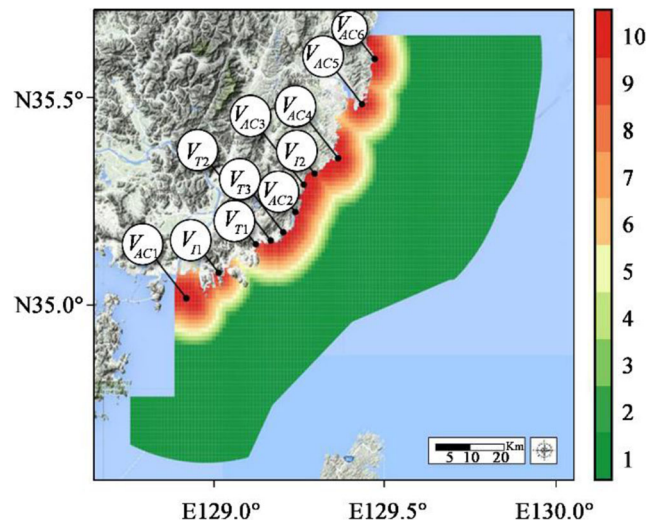 V_AC6
V_AC5
V_AC4
V_AC3
V_T2
V_I2
V_T3
V_AC2
V_T1
V_I1
V_AC1
N35.5°
N35.0°
E129.0°
E129.5°
E130.0°
Km
5 10 20
10
9
8
7
6
5
4
3
2
1